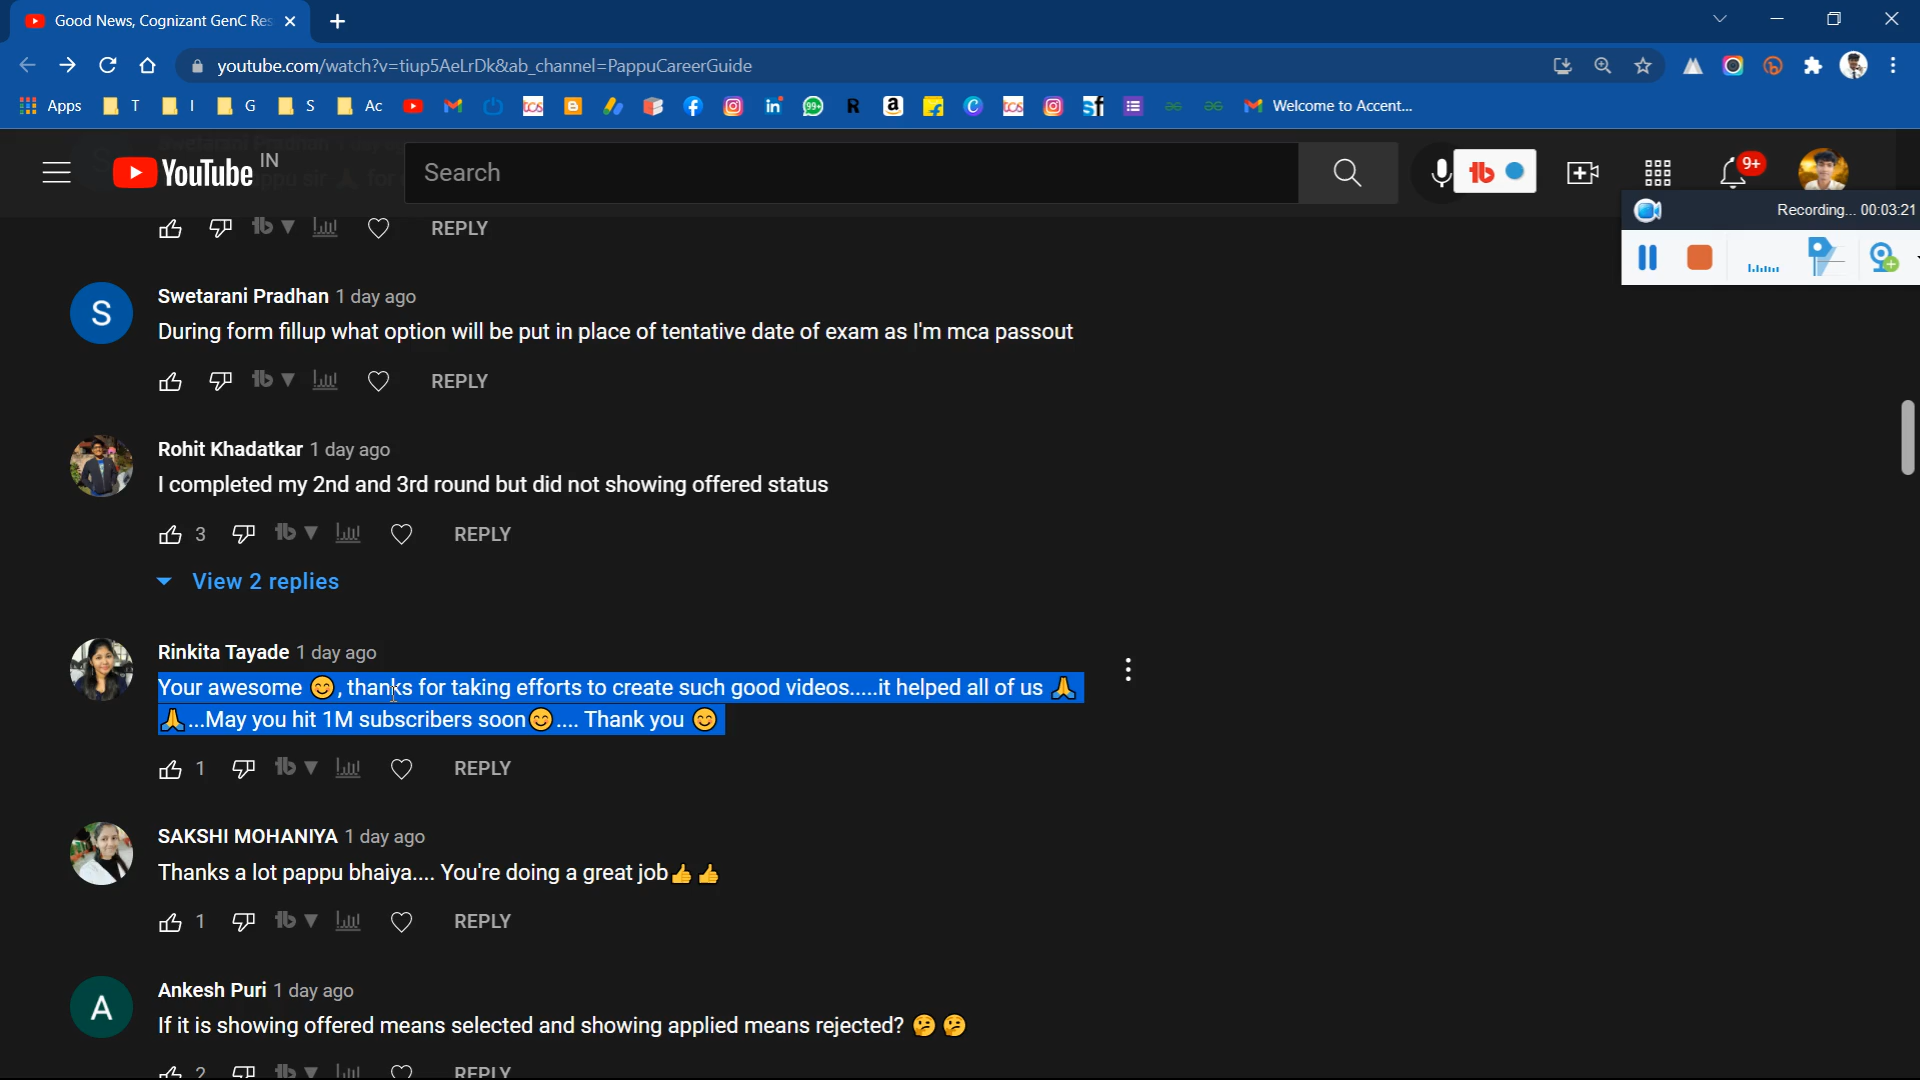 Good News, Cognizant GenC Res
youtube.com/watch?v=tiup5AeLrDk&ab_channel=PappuCareerGuide
Apps T I G S Ac tcs 99+ R a tcs Sf Welcome to Accent...
YouTube IN
Search
9+
Recording... 00:03:21
REPLY
S
Swetarani Pradhan 1 day ago
During form fillup what option will be put in place of tentative date of exam as I'm mca passout
REPLY
Rohit Khadatkar 1 day ago
I completed my 2nd and 3rd round but did not showing offered status
3 REPLY
View 2 replies
Rinkita Tayade 1 day ago
Your awesome 😊, thanks for taking efforts to create such good videos.....it helped all of us 🙏
🙏...May you hit 1M subscribers soon😊.... Thank you 😊
1 REPLY
SAKSHI MOHANIYA 1 day ago
Thanks a lot pappu bhaiya.... You're doing a great job👍👍
1 REPLY
A
Ankesh Puri 1 day ago
If it is showing offered means selected and showing applied means rejected? 🤔🤔
2 REPLY